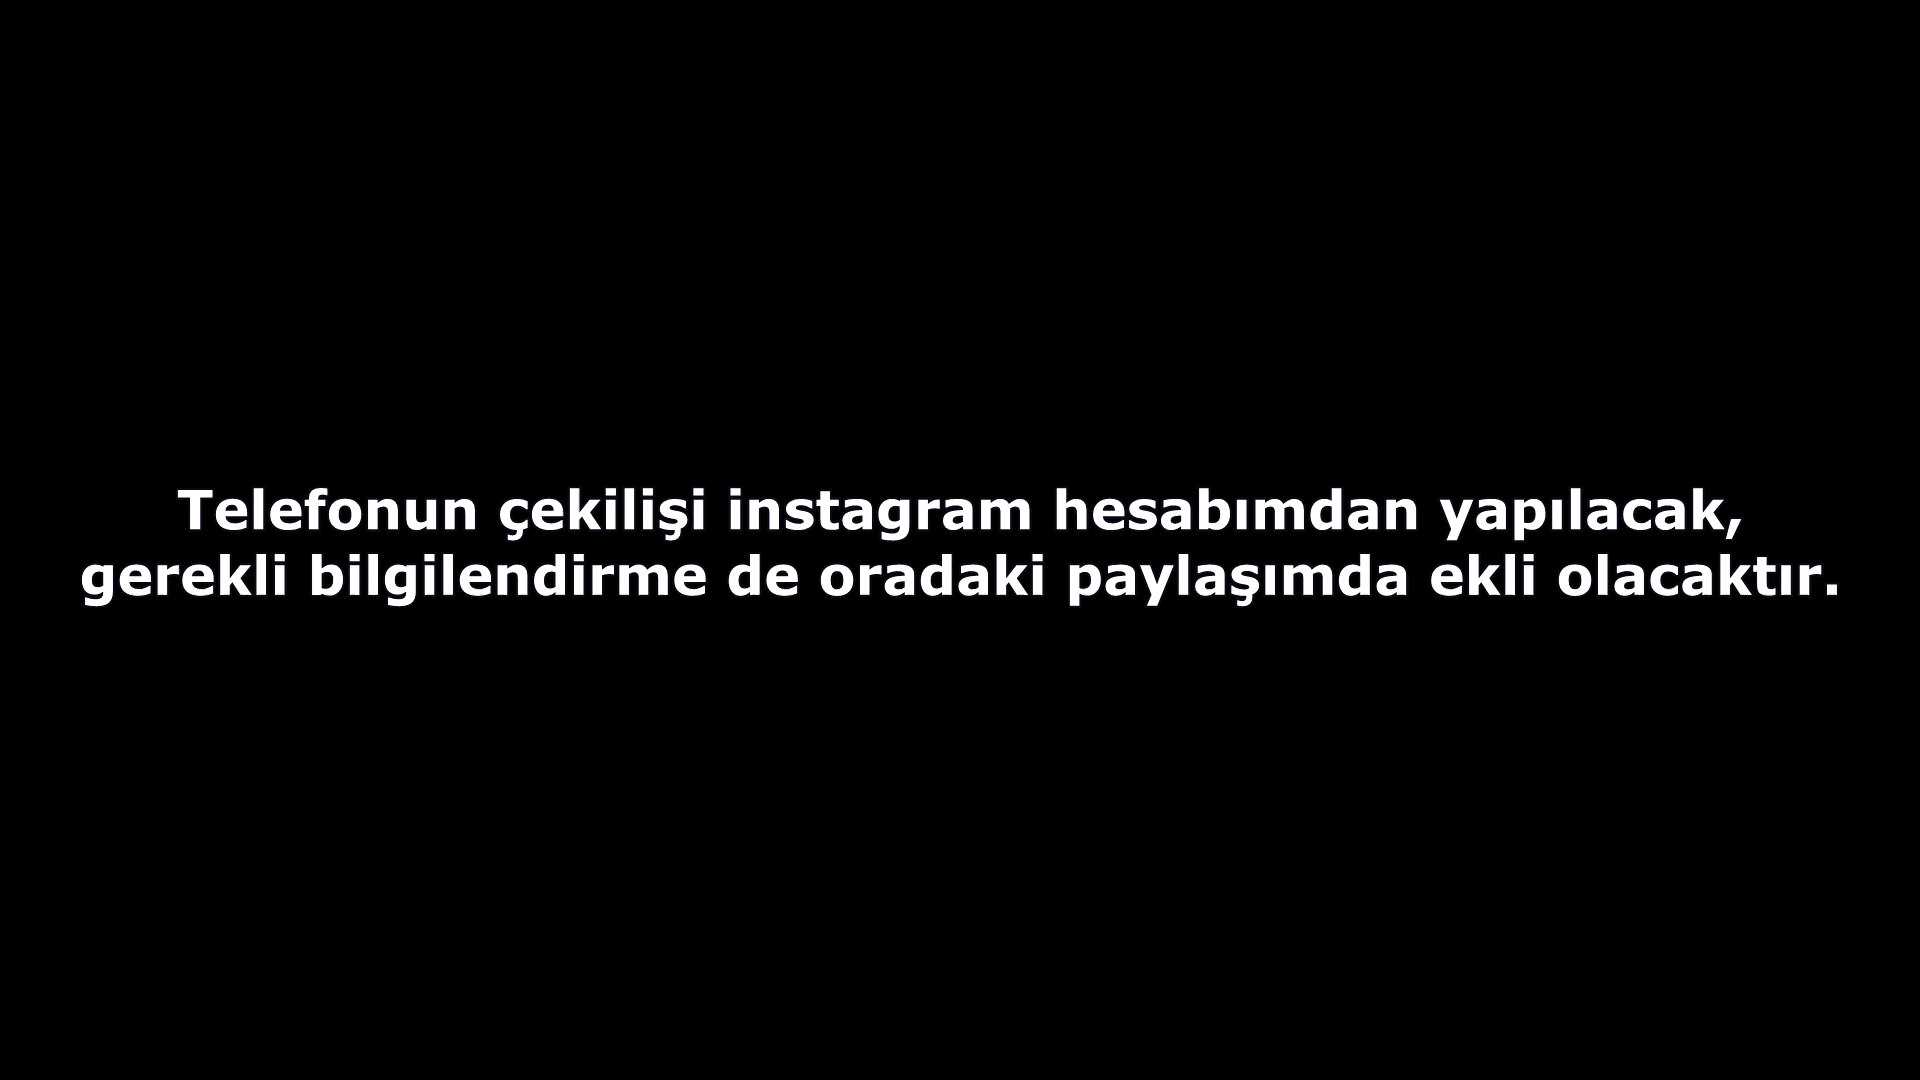 Telefonun çekilişi instagram hesabımdan yapılacak,
gerekli bilgilendirme de oradaki paylaşımda ekli olacaktır.